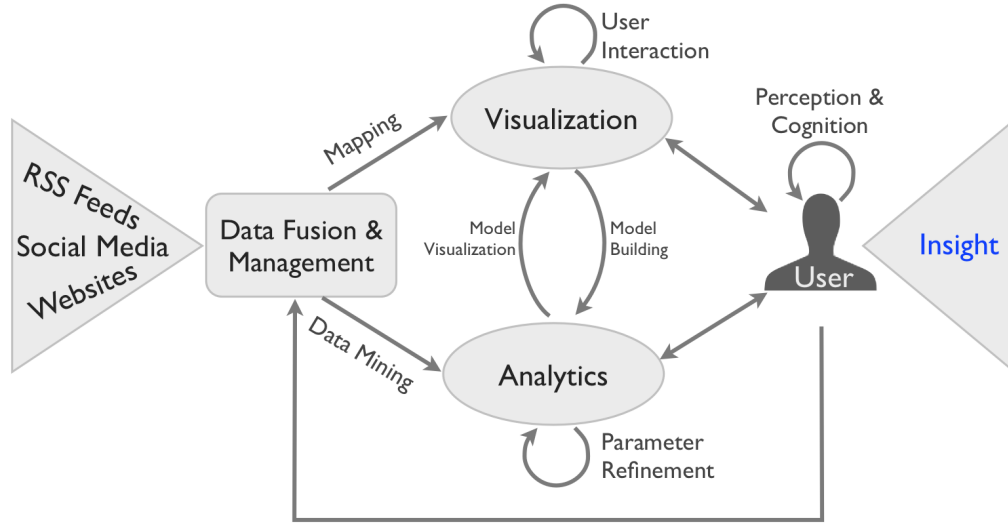 User
Interaction
Visualization
Perception &
Cognition
Mapping
RSS Feeds
Social Media
Websites
Data Fusion &
Management
Model
Visualization
Model
Building
User
Insight
Data Mining
Analytics
Parameter
Refinement